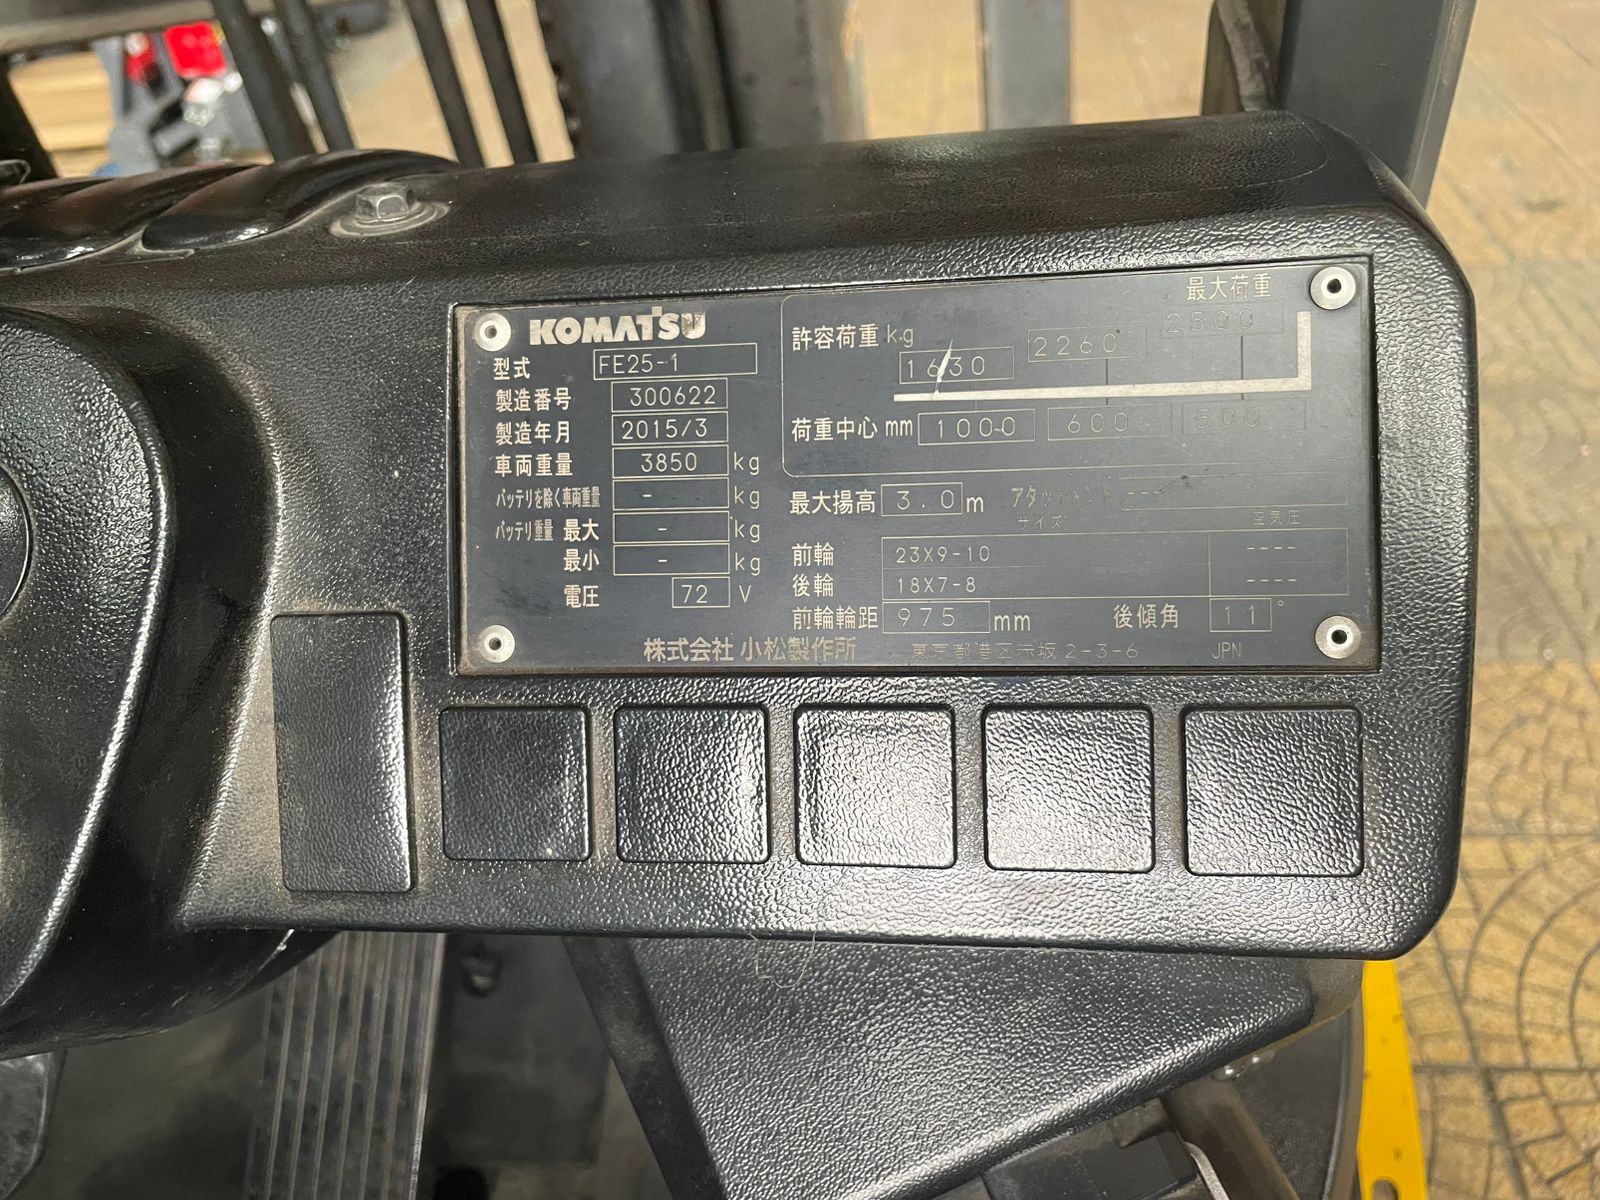 KOMATSU
型式 FE25-1
製造番号 300622
製造年月 2015/3
車両重量 3850 kg
バッテリを除く車両重量 - kg
バッテリ重量 最大 - kg
最小 - kg
電圧 72 V
最大荷重
許容荷重 kg 1630 2260 2500
荷重中心 mm 1000 600 500
最大揚高 3.0 m アタッチメント ---
サイズ 空気圧
前輪 23X9-10 ----
後輪 18X7-8 ----
前輪輪距 975 mm 後傾角 11°
株式会社 小松製作所 東京都港区赤坂 2-3-6 JPN